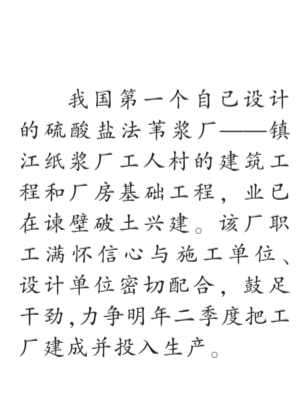 我国第一个自己设计
的硫酸盐法苇浆厂——镇
江纸浆厂工人村的建筑工
程和厂房基础工程，业已
在谏壁破土兴建。该厂职
工满怀信心与施工单位、
设计单位密切配合，鼓足
干劲,力争明年二季度把工
厂建成并投入生产。